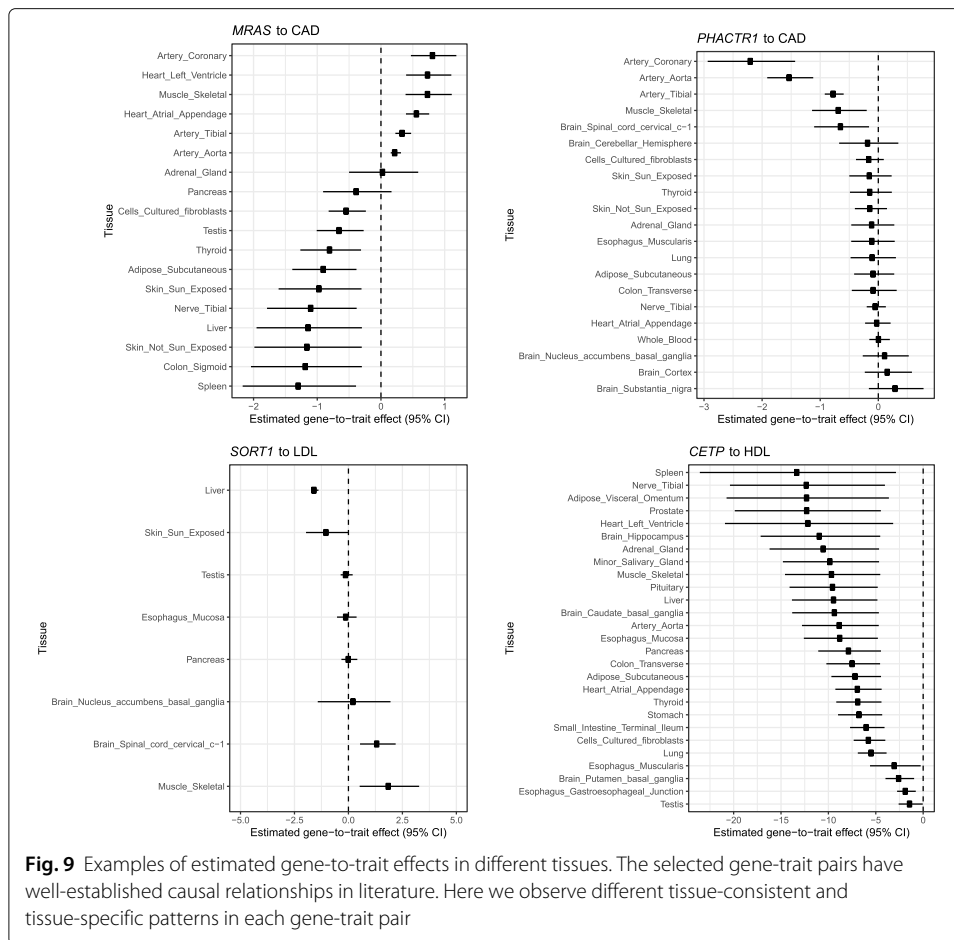 MRAS to CAD
Artery_Coronary
Heart_Left_Ventricle
Muscle_Skeletal
Heart_Atrial_Appendage
Artery_Tibial
Artery_Aorta
Adrenal_Gland
Pancreas
Cells_Cultured_fibroblasts
Testis
Thyroid
Adipose_Subcutaneous
Skin_Sun_Exposed
Nerve_Tibial
Liver
Skin_Not_Sun_Exposed
Colon_Sigmoid
Spleen
Tissue
−2 −1 0 1
Estimated gene-to-trait effect (95% CI)
PHACTR1 to CAD
Artery_Coronary
Artery_Aorta
Artery_Tibial
Muscle_Skeletal
Brain_Spinal_cord_cervical_c−1
Brain_Cerebellar_Hemisphere
Cells_Cultured_fibroblasts
Skin_Sun_Exposed
Thyroid
Skin_Not_Sun_Exposed
Adrenal_Gland
Esophagus_Muscularis
Lung
Adipose_Subcutaneous
Colon_Transverse
Nerve_Tibial
Heart_Atrial_Appendage
Whole_Blood
Brain_Nucleus_accumbens_basal_ganglia
Brain_Cortex
Brain_Substantia_nigra
Tissue
−3 −2 −1 0
Estimated gene-to-trait effect (95% CI)
SORT1 to LDL
Liver
Skin_Sun_Exposed
Testis
Esophagus_Mucosa
Pancreas
Brain_Nucleus_accumbens_basal_ganglia
Brain_Spinal_cord_cervical_c−1
Muscle_Skeletal
Tissue
−5.0 −2.5 0.0 2.5 5.0
Estimated gene-to-trait effect (95% CI)
CETP to HDL
Spleen
Nerve_Tibial
Adipose_Visceral_Omentum
Prostate
Heart_Left_Ventricle
Brain_Hippocampus
Adrenal_Gland
Minor_Salivary_Gland
Muscle_Skeletal
Pituitary
Liver
Brain_Caudate_basal_ganglia
Artery_Aorta
Esophagus_Mucosa
Pancreas
Colon_Transverse
Adipose_Subcutaneous
Heart_Atrial_Appendage
Thyroid
Stomach
Small_Intestine_Terminal_Ileum
Cells_Cultured_fibroblasts
Lung
Esophagus_Muscularis
Brain_Putamen_basal_ganglia
Esophagus_Gastroesophageal_Junction
Testis
Tissue
−20 −15 −10 −5 0
Estimated gene-to-trait effect (95% CI)
Fig. 9 Examples of estimated gene-to-trait effects in different tissues. The selected gene-trait pairs have
well-established causal relationships in literature. Here we observe different tissue-consistent and
tissue-specific patterns in each gene-trait pair